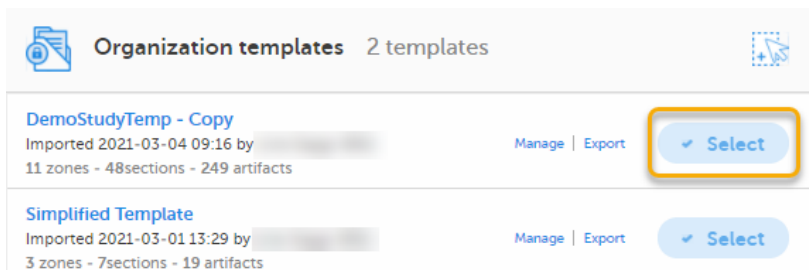 Organization templates 2 templates
DemoStudyTemp - Copy
Imported 2021-03-04 09:16 by
Manage | Export
Select
11 zones - 48sections - 249 artifacts
Simplified Template
Imported 2021-03-01 13:29 by
Manage | Export
Select
3 zones - 7sections - 19 artifacts